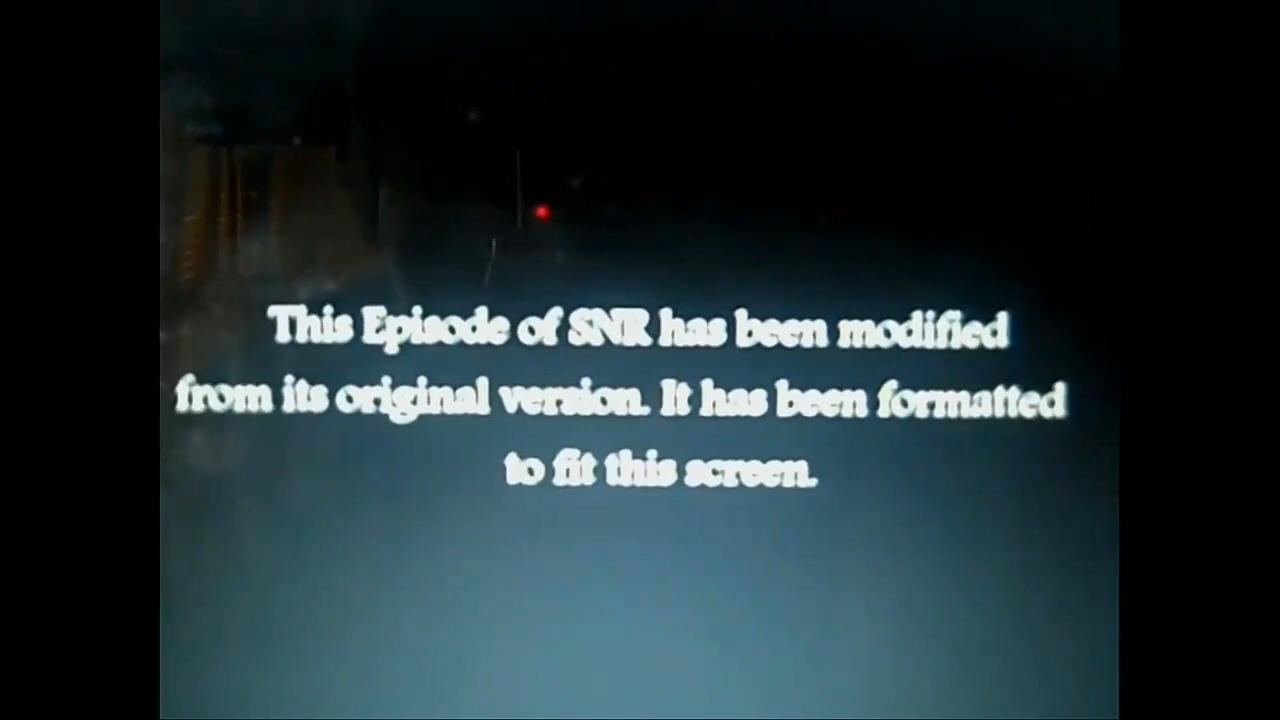 This Episode of SNR has been modified
from its original version. It has been formatted
to fit this screen.